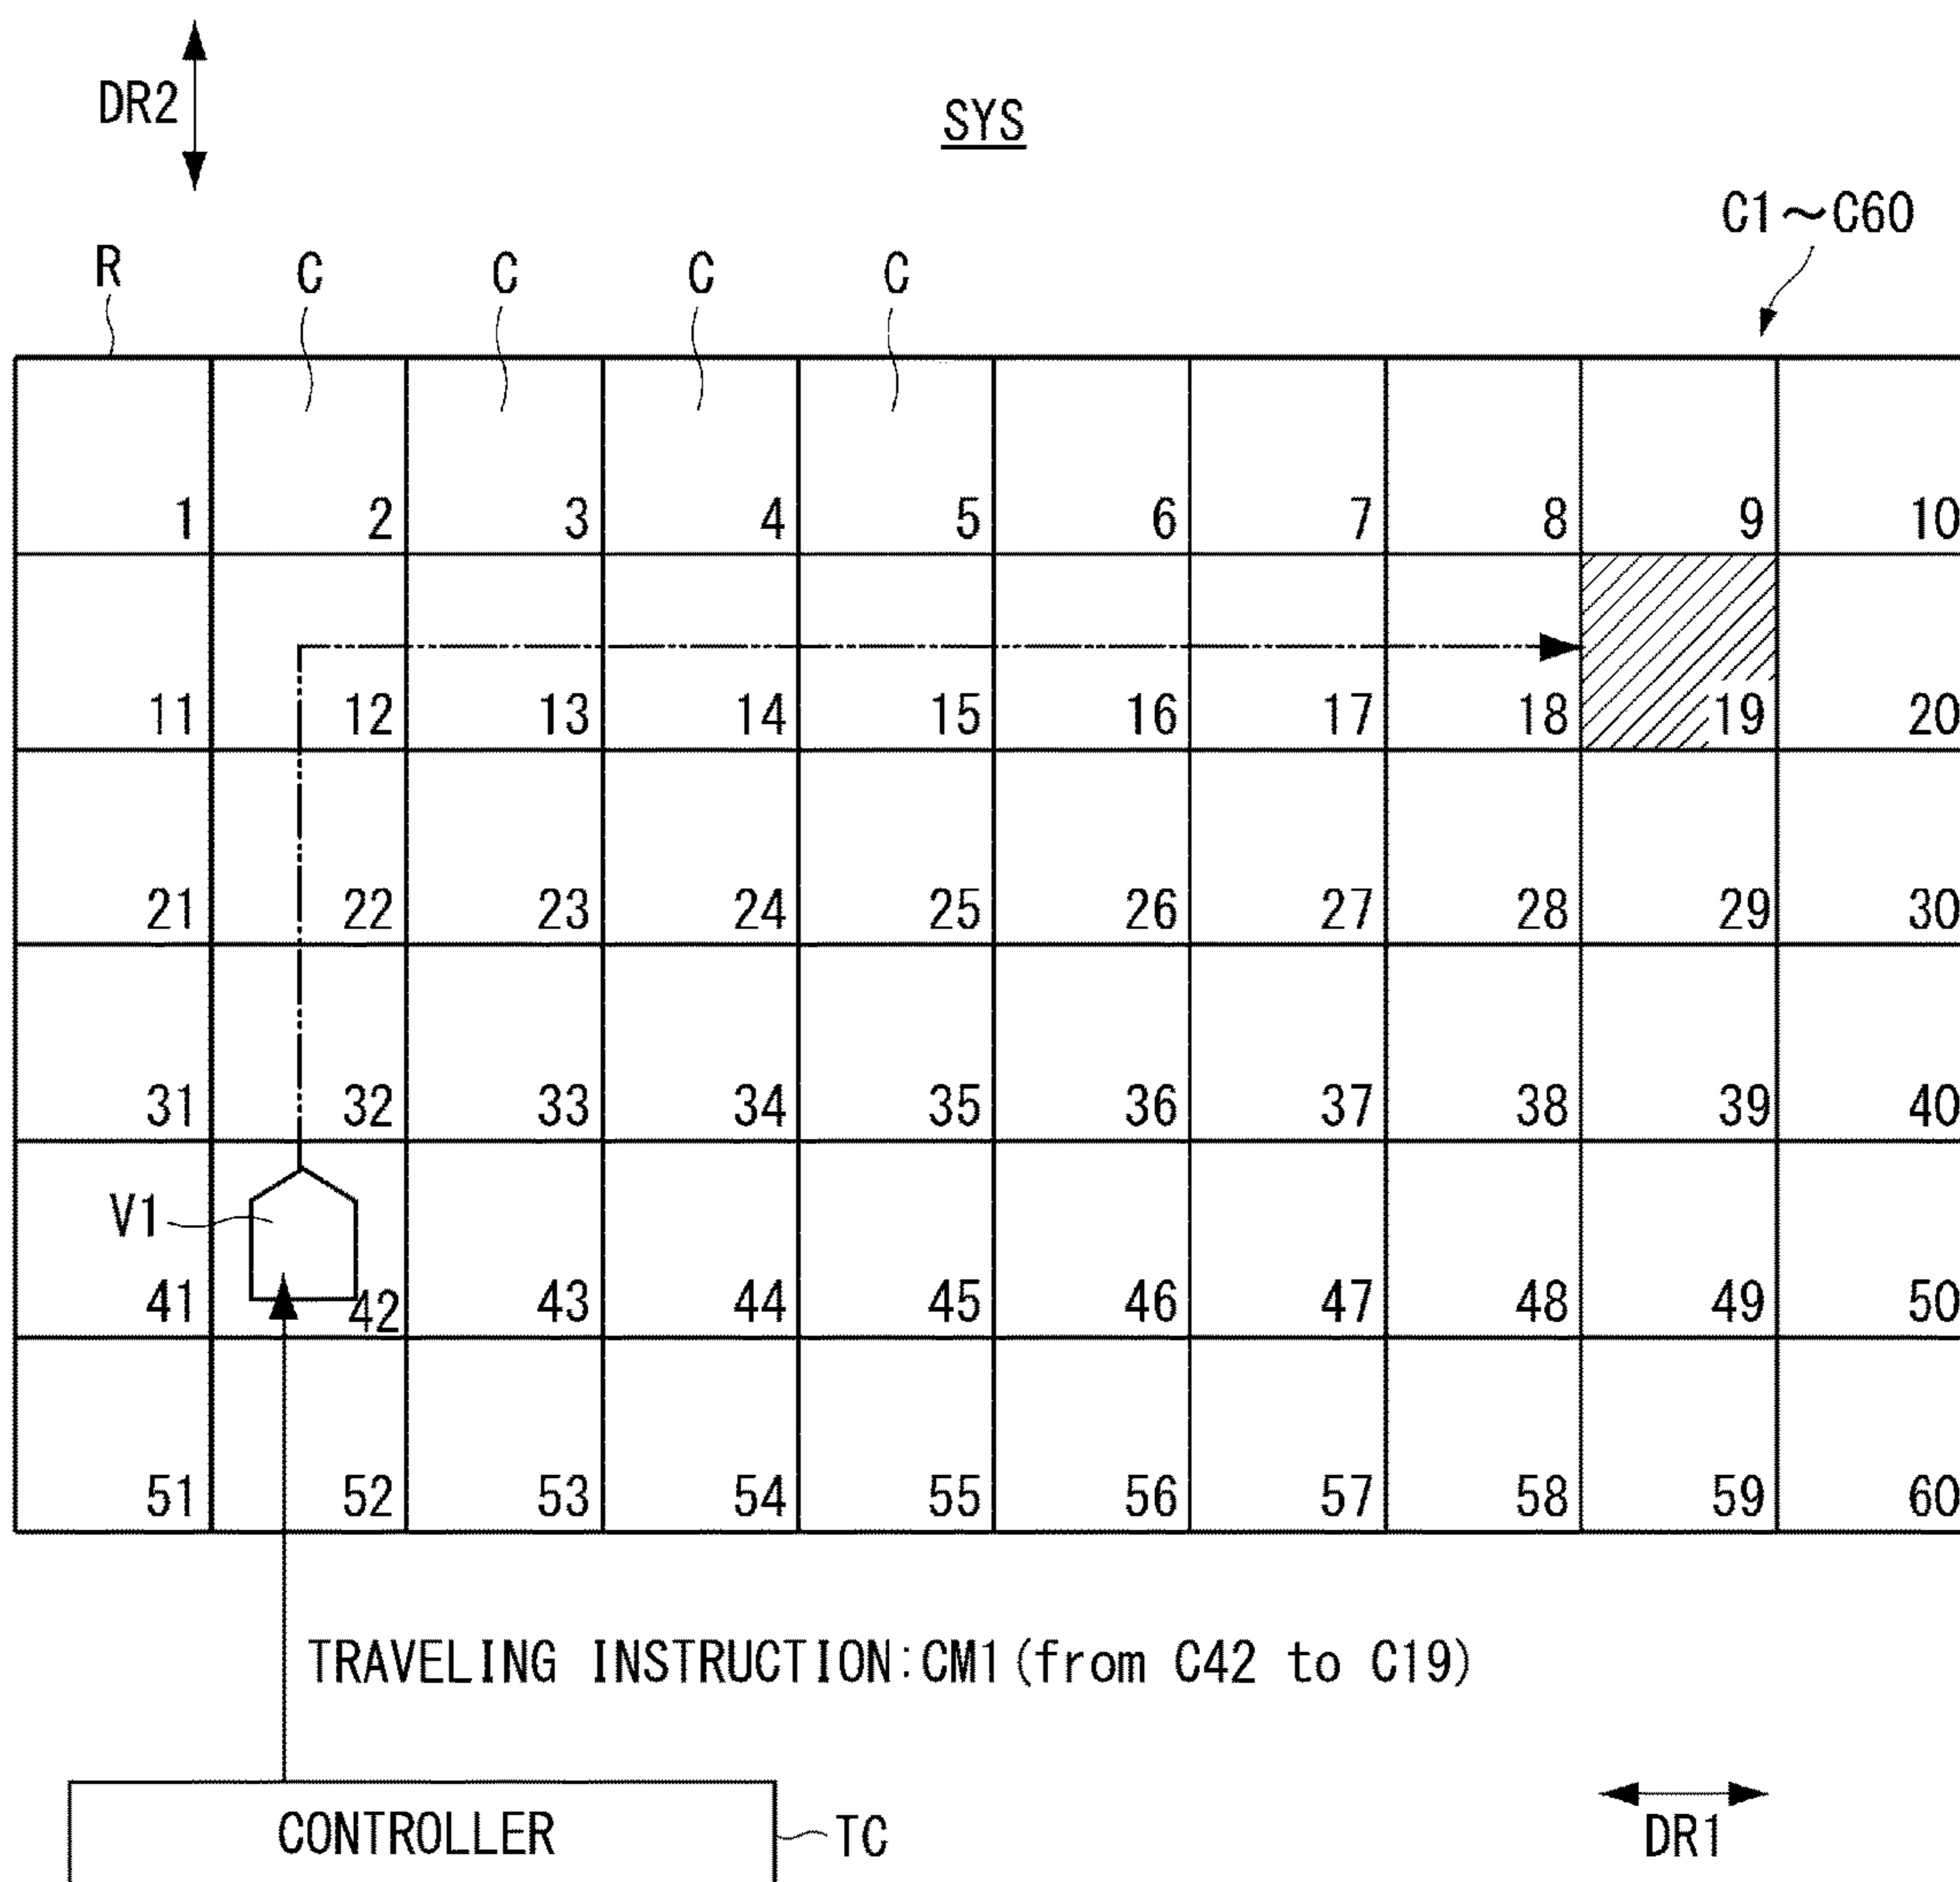 DR2
SYS
C1~C60
R C C C C
1 2 3 4 5 6 7 8 9 10
11 12 13 14 15 16 17 18 19 20
21 22 23 24 25 26 27 28 29 30
31 32 33 34 35 36 37 38 39 40
V1
41 42 43 44 45 46 47 48 49 50
51 52 53 54 55 56 57 58 59 60
TRAVELING INSTRUCTION:CM1(from C42 to C19)
CONTROLLER TC
DR1